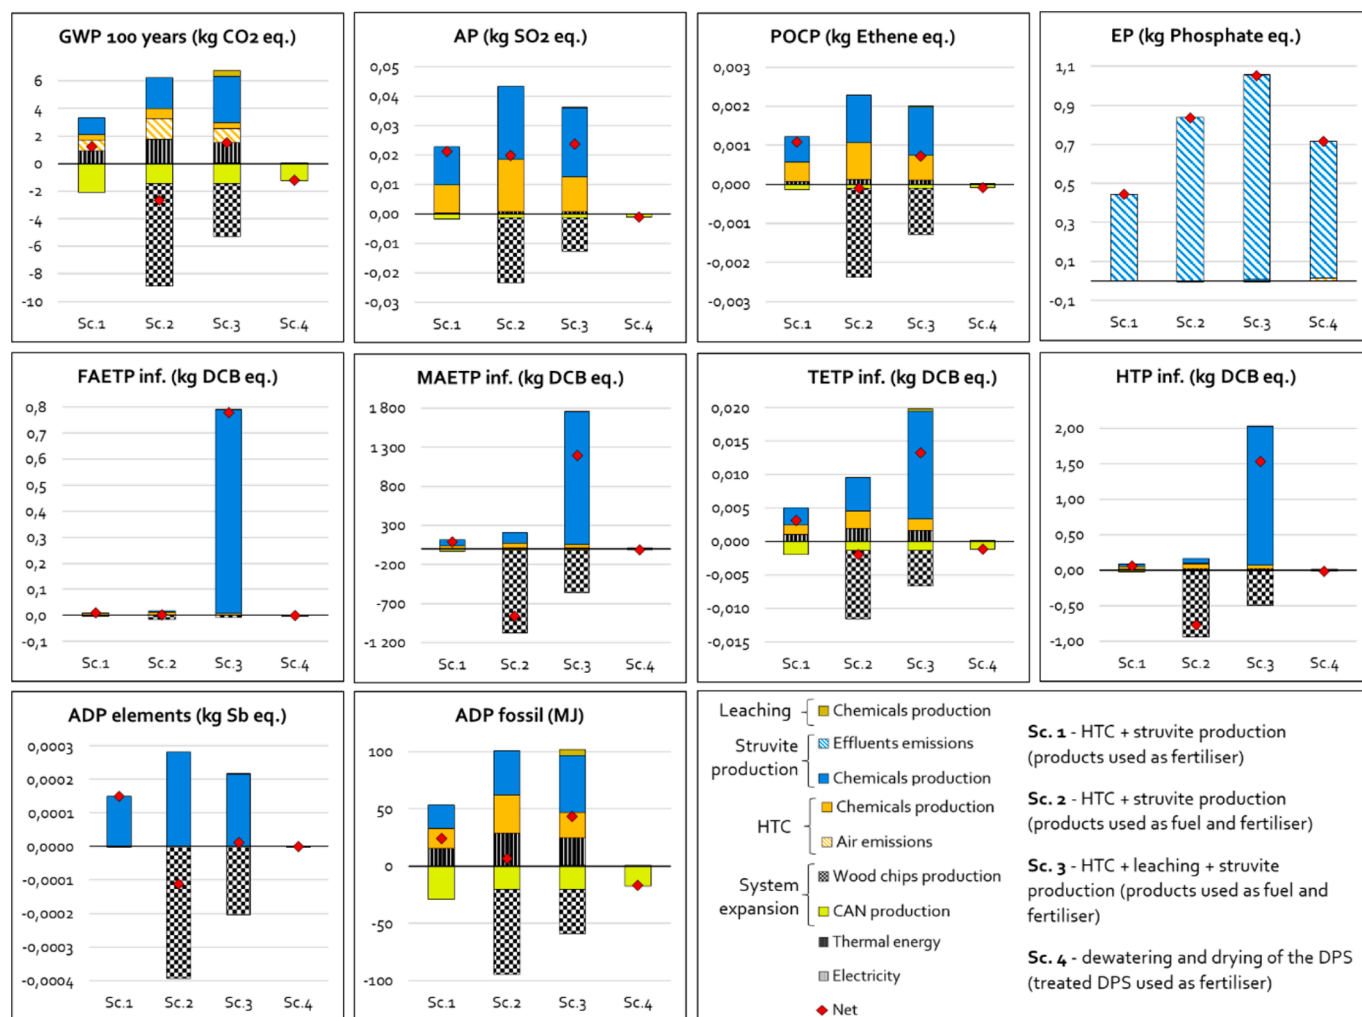 GWP 100 years (kg CO2 eq.)
6
4
2
0
-2
-4
-6
-8
-10
Sc.1 Sc.2 Sc.3 Sc.4
AP (kg SO2 eq.)
0,05
0,04
0,03
0,02
0,01
0,00
-0,01
-0,02
-0,03
Sc.1 Sc.2 Sc.3 Sc.4
POCP (kg Ethene eq.)
0,003
0,002
0,001
0,000
-0,001
-0,002
-0,003
Sc.1 Sc.2 Sc.3 Sc.4
EP (kg Phosphate eq.)
1,1
0,9
0,7
0,5
0,3
0,1
-0,1
Sc.1 Sc.2 Sc.3 Sc.4
FAETP inf. (kg DCB eq.)
0,8
0,7
0,6
0,5
0,4
0,3
0,2
0,1
0,0
-0,1
Sc.1 Sc.2 Sc.3 Sc.4
MAETP inf. (kg DCB eq.)
1 800
1 300
800
300
-200
-700
-1 200
Sc.1 Sc.2 Sc.3 Sc.4
TETP inf. (kg DCB eq.)
0,020
0,015
0,010
0,005
0,000
-0,005
-0,010
-0,015
Sc.1 Sc.2 Sc.3 Sc.4
HTP inf. (kg DCB eq.)
2,00
1,50
1,00
0,50
0,00
-0,50
-1,00
Sc.1 Sc.2 Sc.3 Sc.4
ADP elements (kg Sb eq.)
0,0003
0,0002
0,0001
0,0000
-0,0001
-0,0002
-0,0003
-0,0004
Sc.1 Sc.2 Sc.3 Sc.4
ADP fossil (MJ)
100
50
0
-50
-100
Sc.1 Sc.2 Sc.3 Sc.4
Leaching
Chemicals production
Struvite production
Effluents emissions
Chemicals production
HTC
Chemicals production
Air emissions
System expansion
Wood chips production
CAN production
Thermal energy
Electricity
Net
Sc. 1 - HTC + struvite production
(products used as fertiliser)
Sc. 2 - HTC + struvite production
(products used as fuel and fertiliser)
Sc. 3 - HTC + leaching + struvite
production (products used as fuel and
fertiliser)
Sc. 4 - dewatering and drying of the DPS
(treated DPS used as fertiliser)